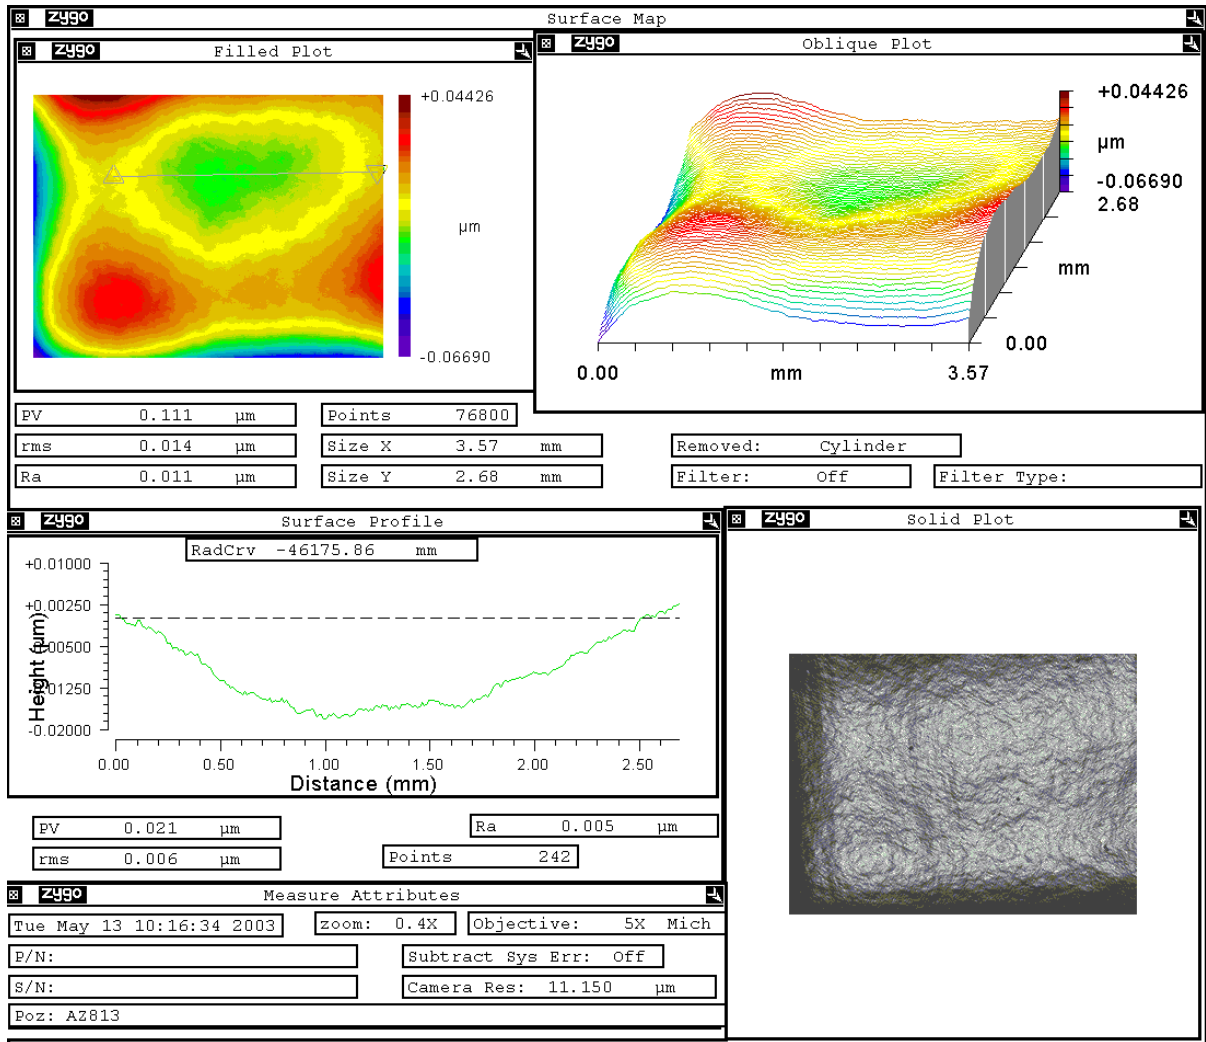 zygo Surface Map
zygo Filled Plot
+0.04426
µm
-0.06690
zygo Oblique Plot
+0.04426
µm
-0.06690
2.68
mm
0.00
0.00 mm 3.57
PV 0.111 µm
rms 0.014 µm
Ra 0.011 µm
Points 76800
Size X 3.57 mm
Size Y 2.68 mm
Removed: Cylinder
Filter: Off
Filter Type:
zygo Surface Profile
RadCrv -46175.86 mm
+0.01000
+0.00250
-0.00500
-0.01250
-0.02000
Height (µm)
0.00 0.50 1.00 1.50 2.00 2.50
Distance (mm)
PV 0.021 µm
rms 0.006 µm
Ra 0.005 µm
Points 242
zygo Solid Plot
zygo Measure Attributes
Tue May 13 10:16:34 2003
zoom: 0.4X
Objective: 5X Mich
P/N:
Subtract Sys Err: Off
S/N:
Camera Res: 11.150 µm
Poz: AZ813